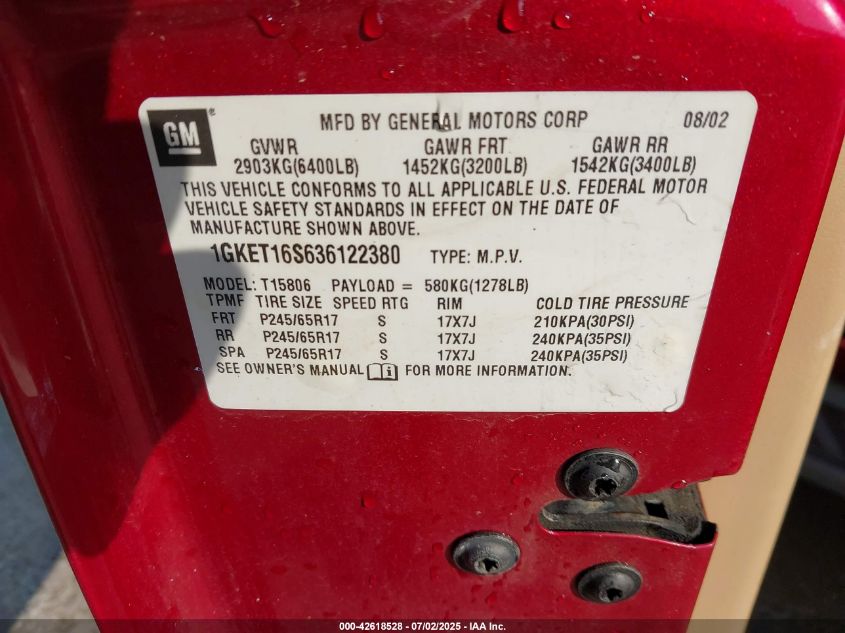 GM ® MFD BY GENERAL MOTORS CORP 08/02
GVWR GAWR FRT GAWR RR
2903KG(6400LB) 1452KG(3200LB) 1542KG(3400LB)
THIS VEHICLE CONFORMS TO ALL APPLICABLE U.S. FEDERAL MOTOR
VEHICLE SAFETY STANDARDS IN EFFECT ON THE DATE OF
MANUFACTURE SHOWN ABOVE.
1GKET16S636122380 TYPE: M.P.V.
MODEL: T15806 PAYLOAD = 580KG(1278LB)
TPMF TIRE SIZE SPEED RTG RIM COLD TIRE PRESSURE
FRT P245/65R17 S 17X7J 210KPA(30PSI)
RR P245/65R17 S 17X7J 240KPA(35PSI)
SPA P245/65R17 S 17X7J 240KPA(35PSI)
SEE OWNER'S MANUAL i FOR MORE INFORMATION.
000-42618528 - 07/02/2025 - IAA Inc.